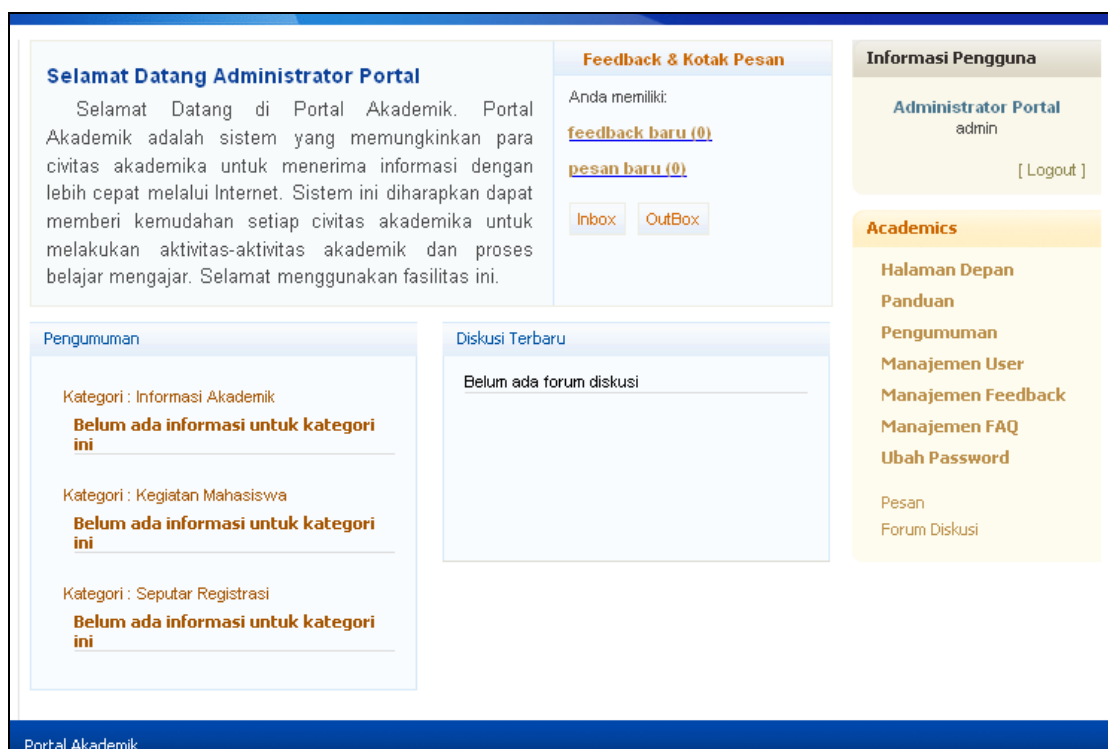 Selamat Datang Administrator Portal
Selamat Datang di Portal Akademik. Portal
Akademik adalah sistem yang memungkinkan para
civitas akademika untuk menerima informasi dengan
lebih cepat melalui Internet. Sistem ini diharapkan dapat
memberi kemudahan setiap civitas akademika untuk
melakukan aktivitas-aktivitas akademik dan proses
belajar mengajar. Selamat menggunakan fasilitas ini.
Feedback & Kotak Pesan
Anda memiliki:
feedback baru (0)
pesan baru (0)
Inbox OutBox
Informasi Pengguna
Administrator Portal
admin
[ Logout ]
Academics
Halaman Depan
Panduan
Pengumuman
Manajemen User
Manajemen Feedback
Manajemen FAQ
Ubah Password
Pesan
Forum Diskusi
Pengumuman
Kategori : Informasi Akademik
Belum ada informasi untuk kategori
ini
Kategori : Kegiatan Mahasiswa
Belum ada informasi untuk kategori
ini
Kategori : Seputar Registrasi
Belum ada informasi untuk kategori
ini
Diskusi Terbaru
Belum ada forum diskusi
Portal Akademik